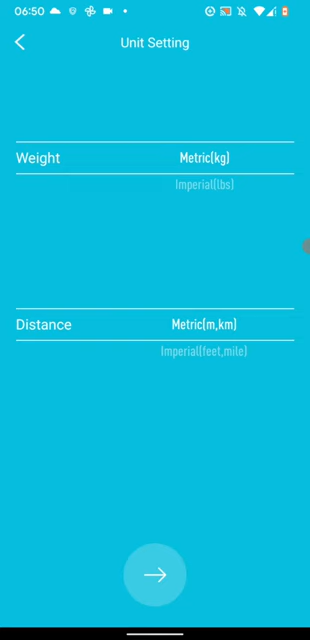 06:50
Unit Setting
Weight Metric(kg)
Imperial(lbs)
Distance Metric(m,km)
Imperial(feet,mile)